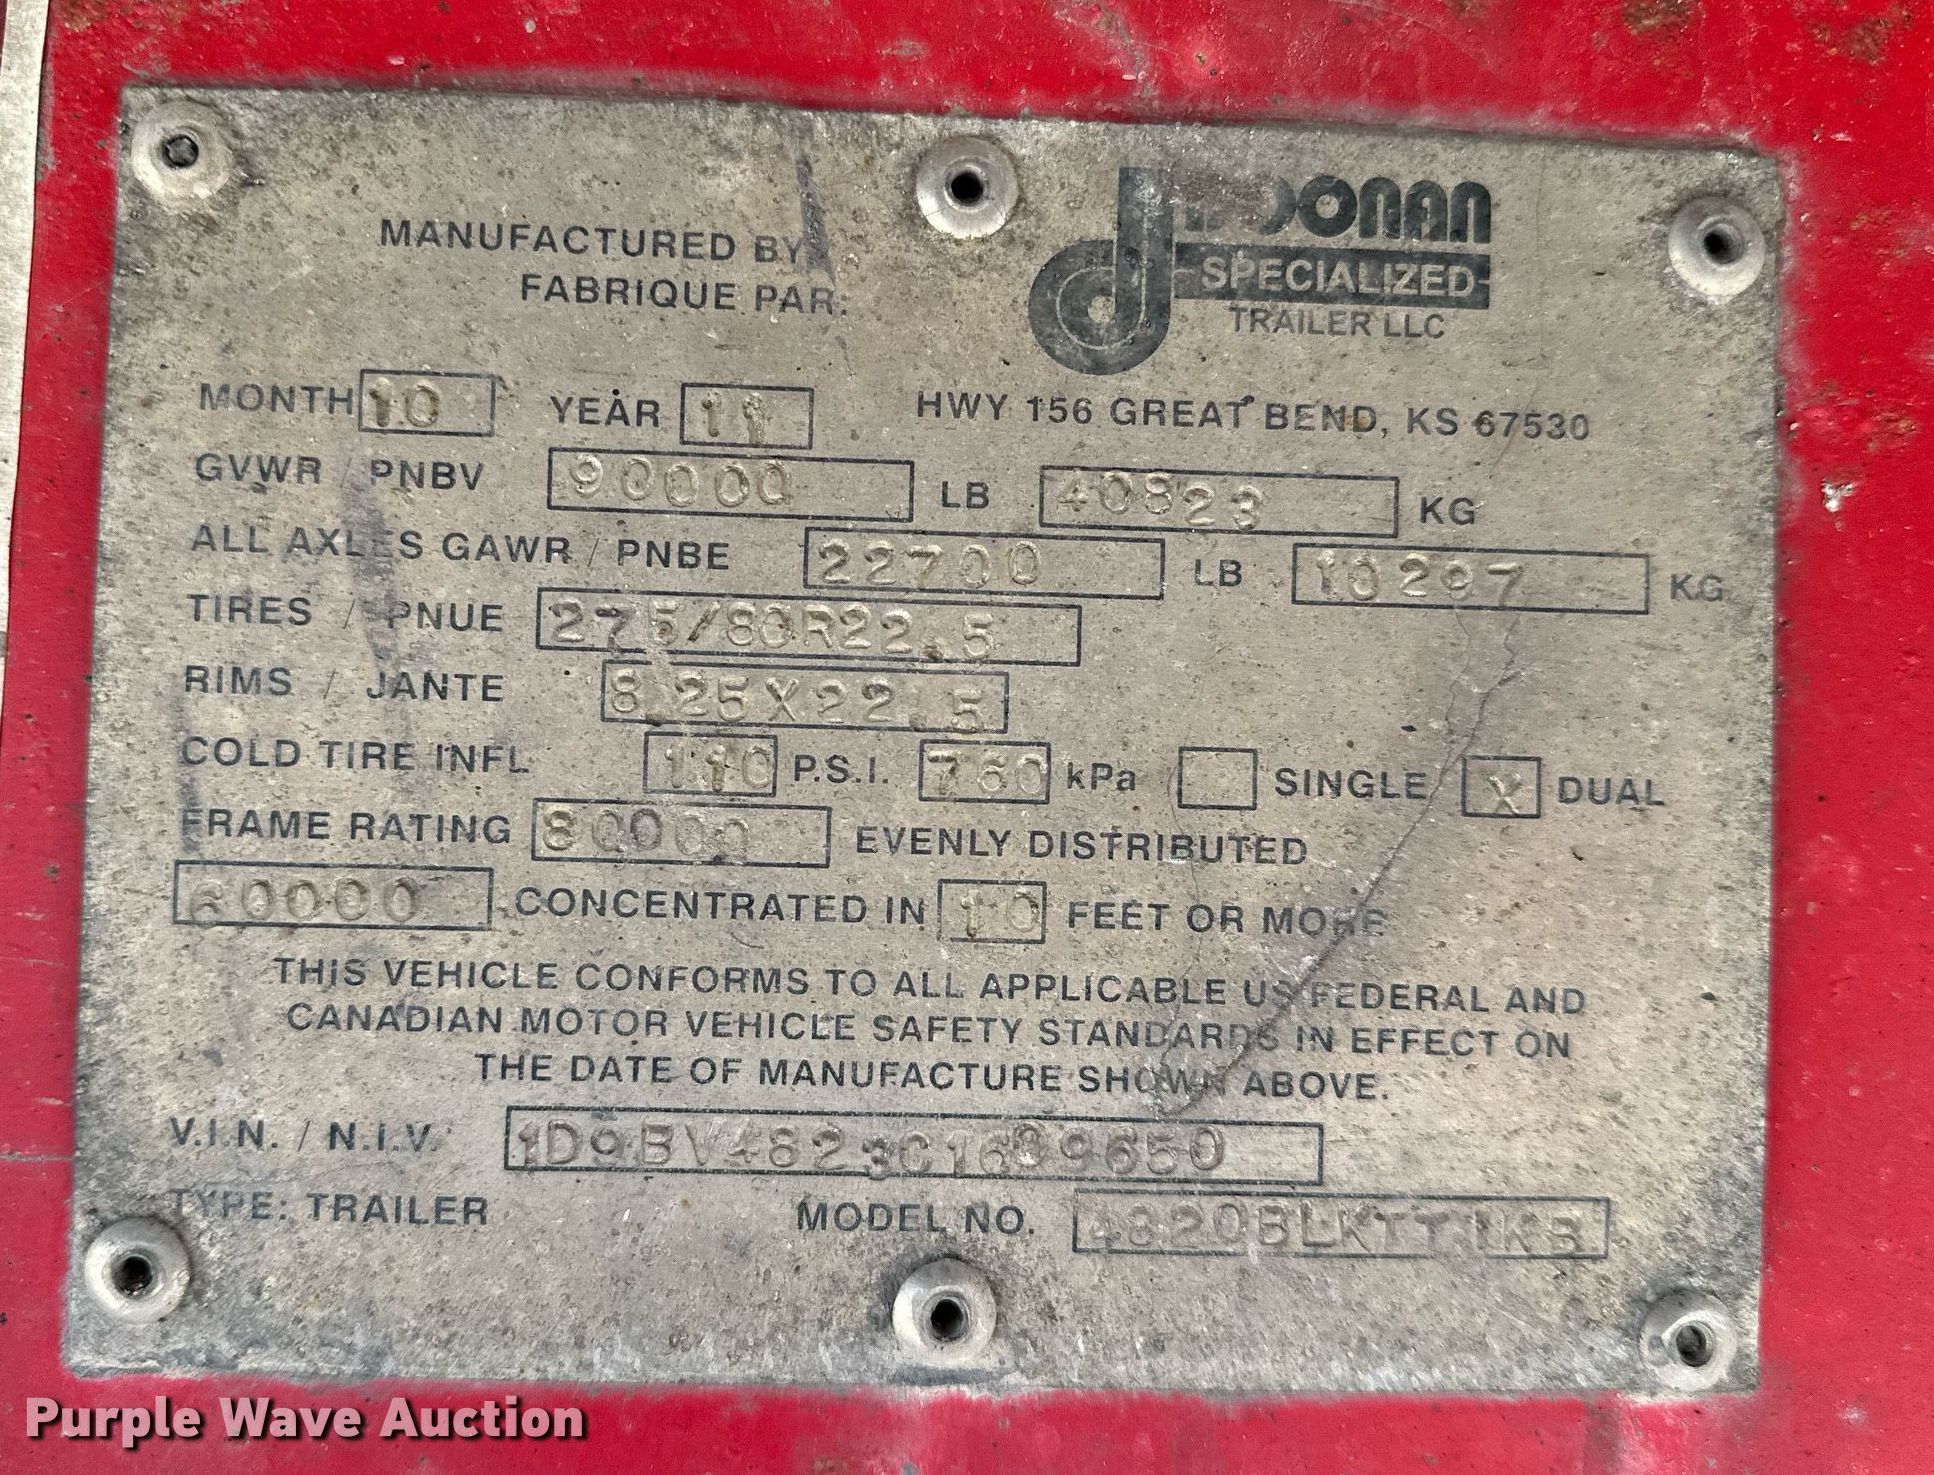 MANUFACTURED BY
FABRIQUE PAR:
DONAN
SPECIALIZED
TRAILER LLC
MONTH 10 YEAR 11 HWY 156 GREAT BEND, KS 67530
GVWR / PNBV 90000 LB 40823 KG
ALL AXLES GAWR / PNBE 22700 LB 10297 KG
TIRES / PNUE 275/80R22.5
RIMS / JANTE 8.25X22.5
COLD TIRE INFL 110 P.S.I. 760 kPa SINGLE X DUAL
FRAME RATING 80000 EVENLY DISTRIBUTED
60000 CONCENTRATED IN 10 FEET OR MORE
THIS VEHICLE CONFORMS TO ALL APPLICABLE US FEDERAL AND
CANADIAN MOTOR VEHICLE SAFETY STANDARDS IN EFFECT ON
THE DATE OF MANUFACTURE SHOWN ABOVE.
V.I.N. / N.I.V.
TYPE: TRAILER MODEL NO.
Purple Wave Auction